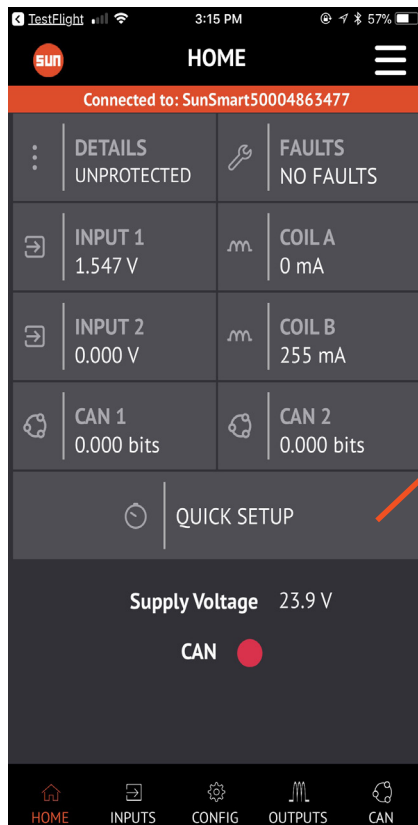 TestFlight 3:15 PM 57%
sun HOME
Connected to: SunSmart50004863477
DETAILS
UNPROTECTED
FAULTS
NO FAULTS
INPUT 1
1.547 V
COIL A
0 mA
INPUT 2
0.000 V
COIL B
255 mA
CAN 1
0.000 bits
CAN 2
0.000 bits
QUICK SETUP
Supply Voltage 23.9 V
CAN
HOME INPUTS CONFIG OUTPUTS CAN